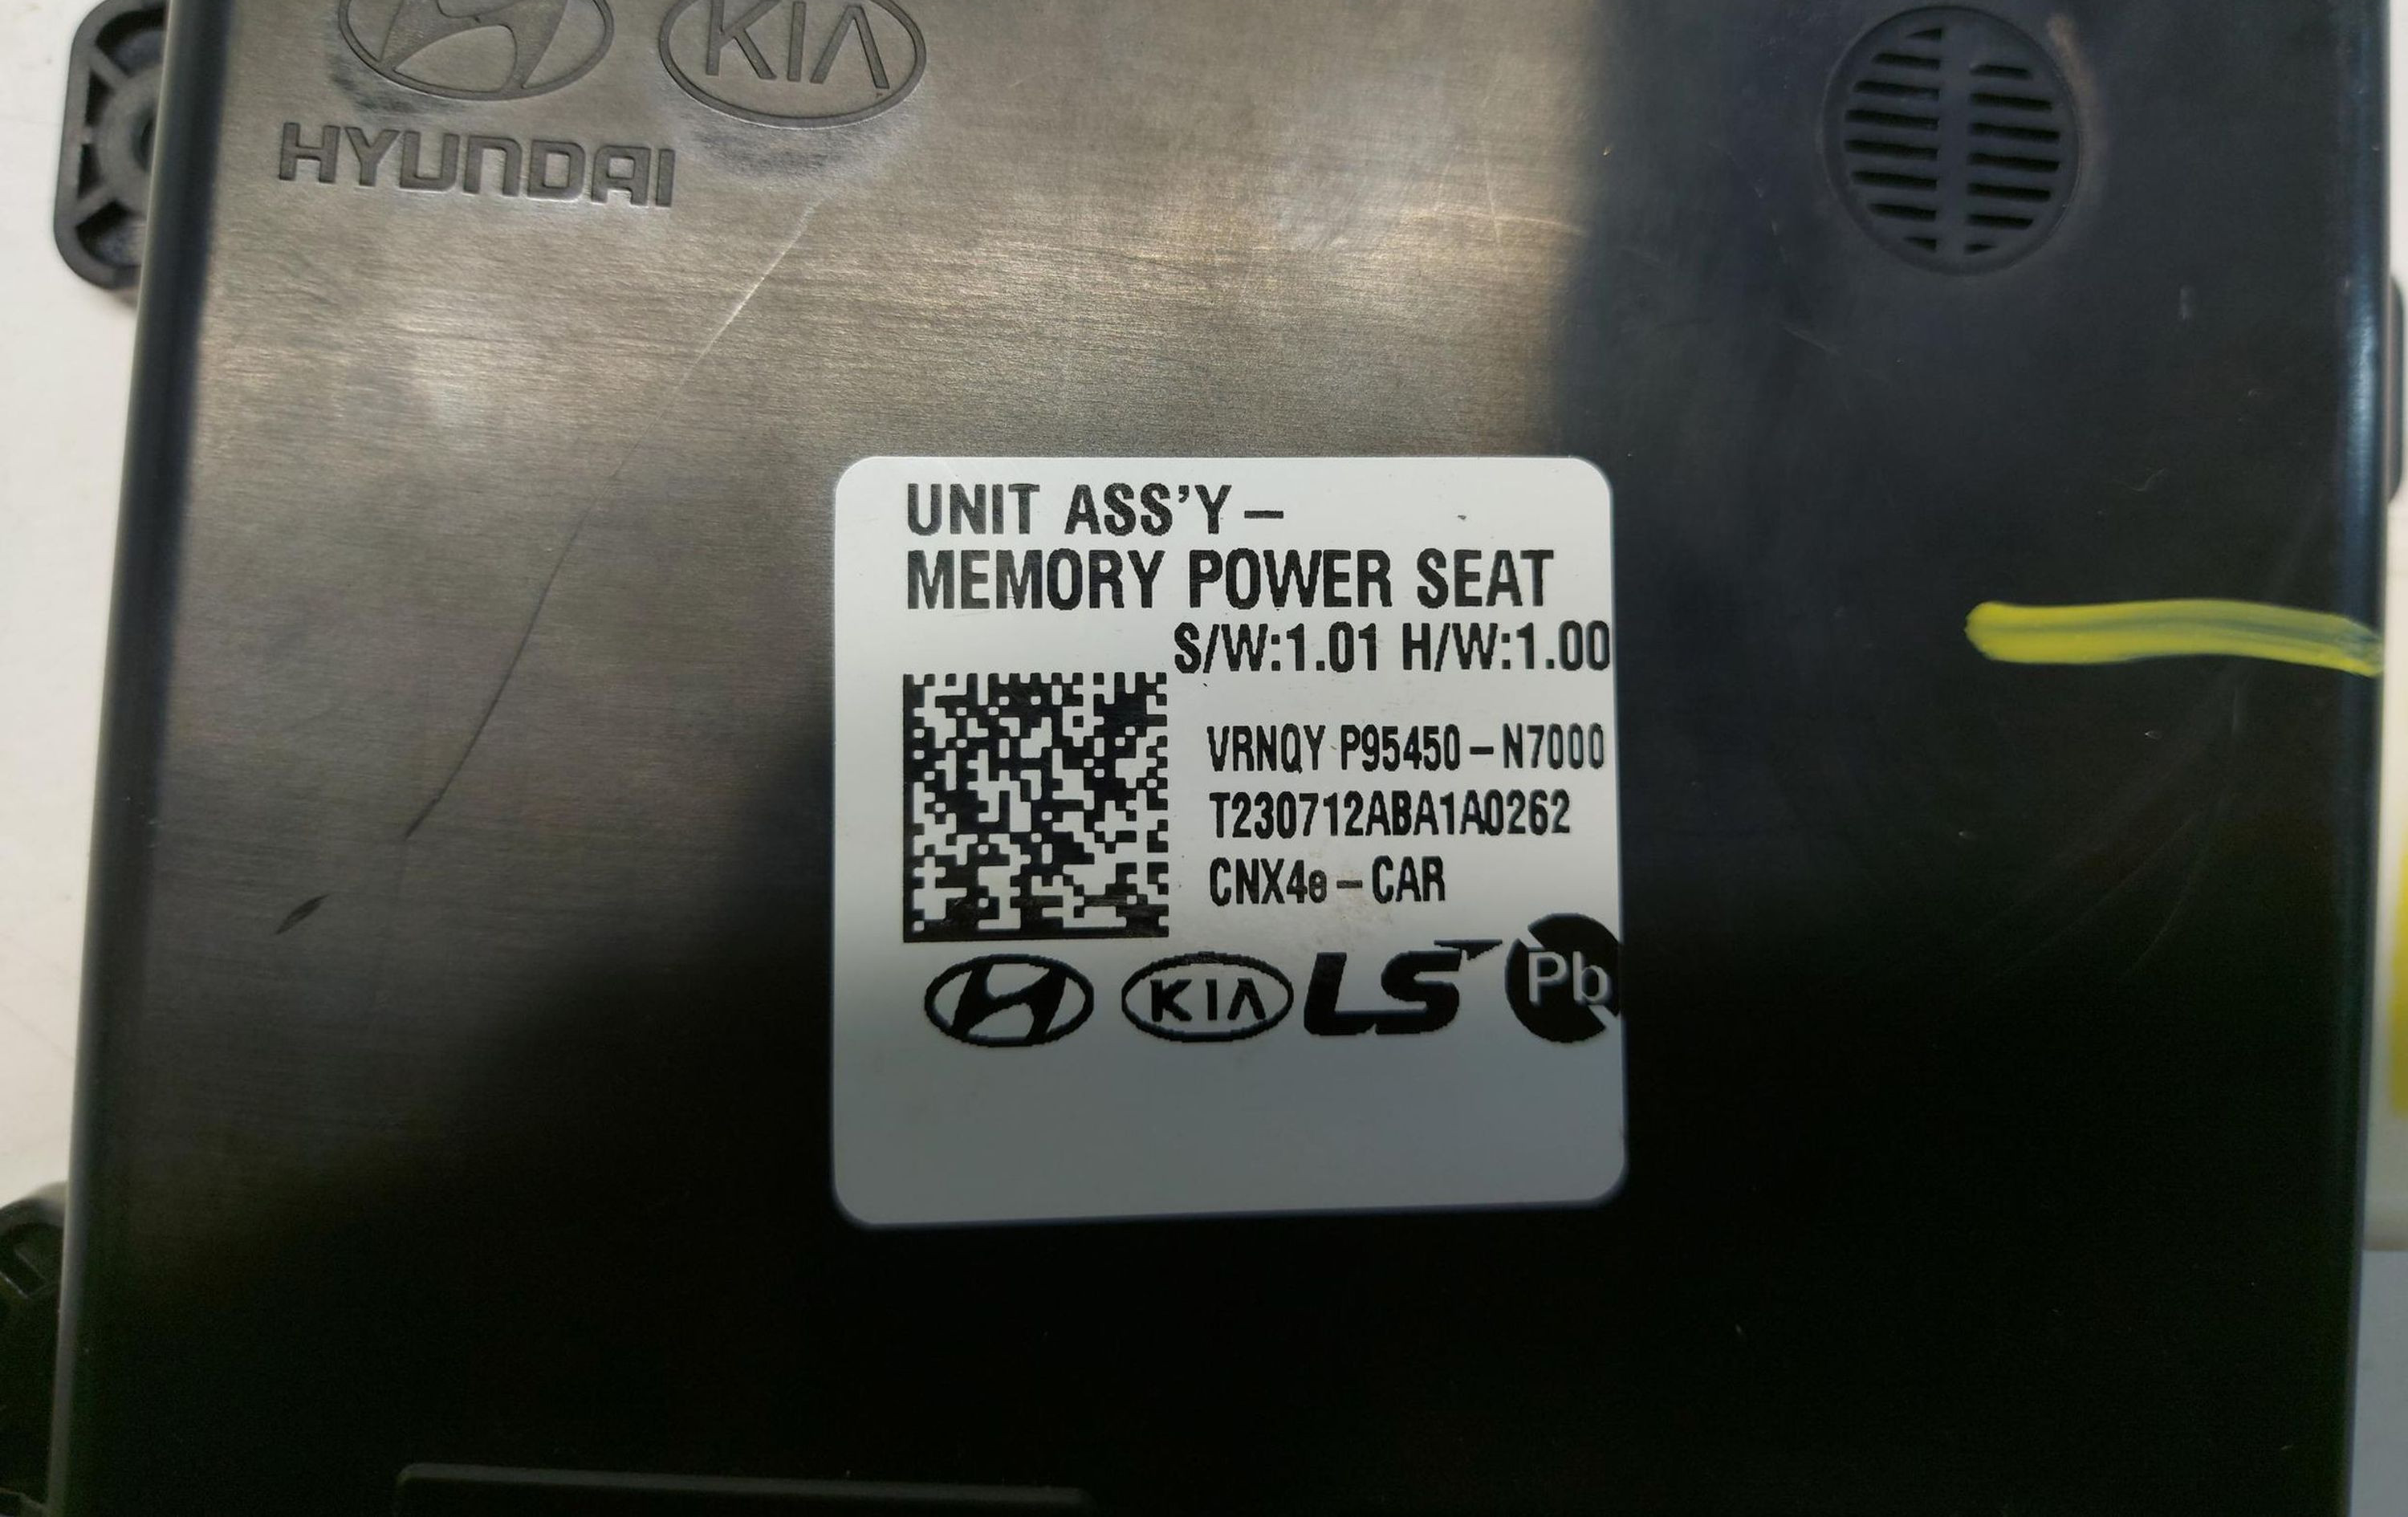 KIA
HYUNDAI
UNIT ASS'Y-
MEMORY POWER SEAT
S/W:1.01 H/W:1.00
VRNQY P95450-N7000
T230712ABA1A0262
CNX4e-CAR
KIA LS Pb